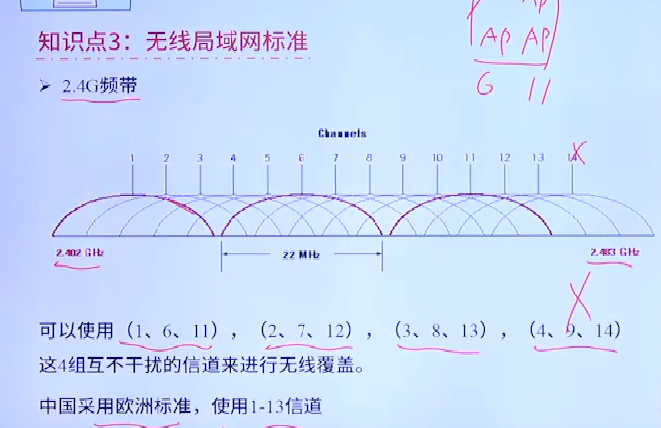 AP
AP AP
6 11
知识点3：无线局域网标准
➢ 2.4G频带
Channels
1 2 3 4 5 6 7 8 9 10 11 12 13 14
2.402 GHz 22 MHz 2.483 GHz
可以使用（1、6、11），（2、7、12），（3、8、13），（4、9、14）
这4组互不干扰的信道来进行无线覆盖。
中国采用欧洲标准，使用1-13信道